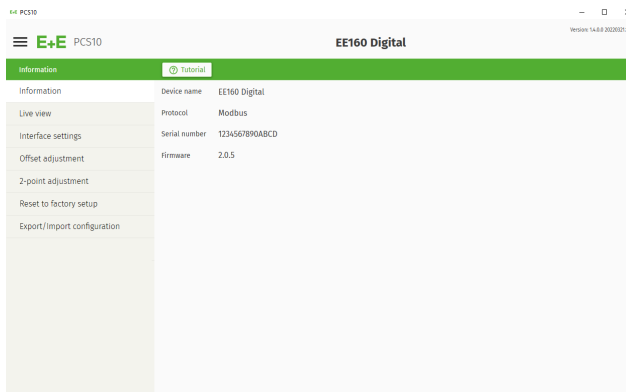 E+E PCS10
E+E PCS10
EE160 Digital
Version: 1.4.0.0 20220321
Information
Tutorial
Information
Device name EE160 Digital
Live view
Protocol Modbus
Interface settings
Serial number 1234567B90ABCD
Offset adjustment
Firmware 2.0.5
2-point adjustment
Reset to factory setup
Export/Import configuration